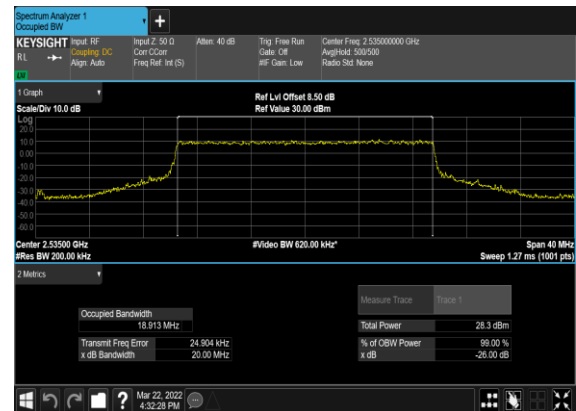 Spectrum Analyzer 1
Occupied BW
+
KEYSIGHT
RL
Input: RF
Coupling: DC
Align: Auto
Input Z: 50 Ω
Corr CCorr
Freq Ref: Int (S)
Atten: 40 dB
Trig: Free Run
Gate: Off
#IF Gain: Low
Center Freq: 2.535000000 GHz
Avg|Hold: 500/500
Radio Std: None
1 Graph
Scale/Div 10.0 dB
Ref Lvl Offset 8.50 dB
Ref Value 30.00 dBm
Log
20.0
10.0
0.00
-10.0
-20.0
-30.0
-40.0
-50.0
-60.0
Center 2.53500 GHz
#Res BW 200.00 kHz
#Video BW 620.00 kHz*
Span 40 MHz
Sweep 1.27 ms (1001 pts)
2 Metrics
Measure Trace
Trace 1
Occupied Bandwidth
18.913 MHz
Total Power
28.3 dBm
Transmit Freq Error
24.904 kHz
% of OBW Power
99.00 %
x dB Bandwidth
20.00 MHz
x dB
-26.00 dB
?
Mar 22, 2022
4:32:28 PM